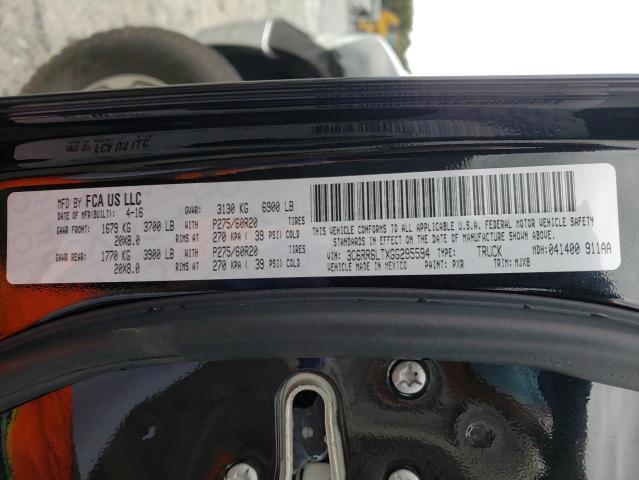 MFD BY FCA US LLC
DATE OF MFR(BUILT): 4-16 GVWR: 3130 KG 6900 LB
GAWR FRONT: 1679 KG 3700 LB WITH P275/60R20 TIRES
20X8.0 RIMS AT 270 KPA ( 39 PSI) COLD
GAWR REAR: 1770 KG 3900 LB WITH P275/60R20 TIRES
20X8.0 RIMS AT 270 KPA ( 39 PSI) COLD
THIS VEHICLE CONFORMS TO ALL APPLICABLE U.S.A. FEDERAL MOTOR VEHICLE SAFETY
STANDARDS IN EFFECT ON THE DATE OF MANUFACTURE SHOWN ABOVE.
VIN: 3C6RR6LTXGG295594 TYPE: TRUCK
VEHICLE MADE IN MEXICO PAINT: PXR TRIM: MJX8 MDH: 041400 911AA